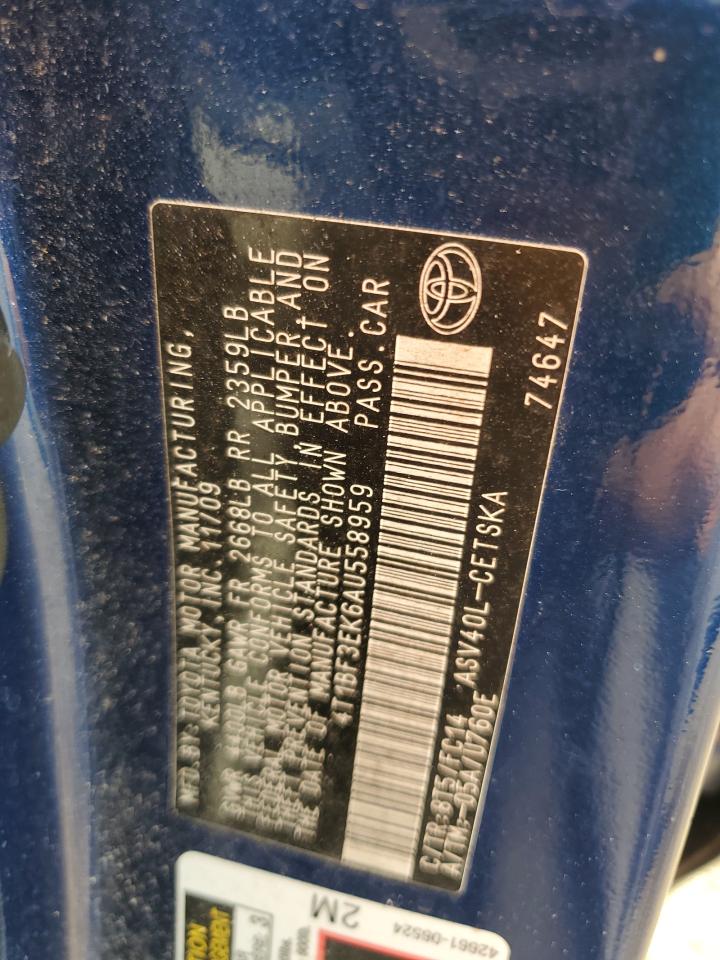 MFD.BY: TOYOTA MOTOR MANUFACTURING,
KENTUCKY,INC. 11/09
GVWR 4800LB GAWR FR 2668LB RR 2359LB
THIS VEHICLE CONFORMS TO ALL APPLICABLE
FEDERAL MOTOR VEHICLE SAFETY, BUMPER, AND
THEFT PREVENTION STANDARDS IN EFFECT ON
THE DATE OF MANUFACTURE SHOWN ABOVE.
4T1BF3EK6AU558959 PASS.CAR
C/TR:8T5/FC14 ASV40L-CETSKA
A/TM:-05A/U760E 74647
2M
42661-06524